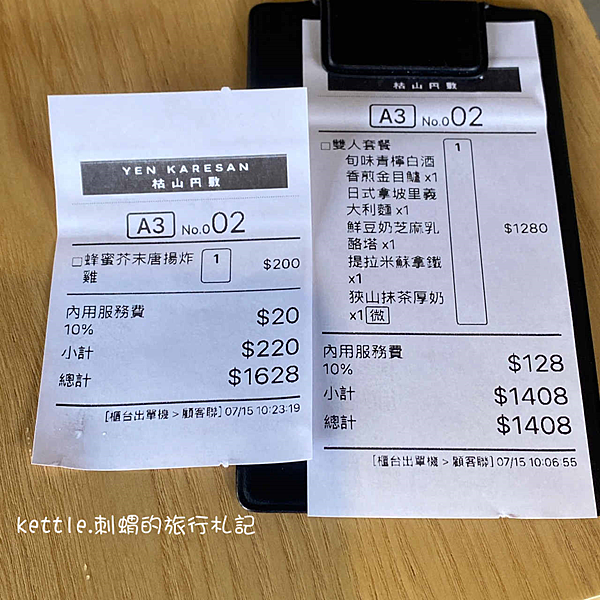 YEN KARESAN
枯山円敷
A3 No.002
□蜂蜜芥末唐揚炸 1 $200
雞
內用服務費 $20
10%
小計 $220
總計 $1628
[櫃台出單機 > 顧客聯] 07/15 10:23:19
枯山円敷
A3 No.002
□雙人套餐 1 $1280
旬味青檸白酒
香煎金目鱸 x1
日式拿坡里義
大利麵 x1
鮮豆奶芝麻乳
酪塔 x1
提拉米蘇拿鐵
x1
狹山抹茶厚奶
x1 微
內用服務費 $128
10%
小計 $1408
總計 $1408
[櫃台出單機 > 顧客聯] 07/15 10:06:55
kettle.刺蝟的旅行札記